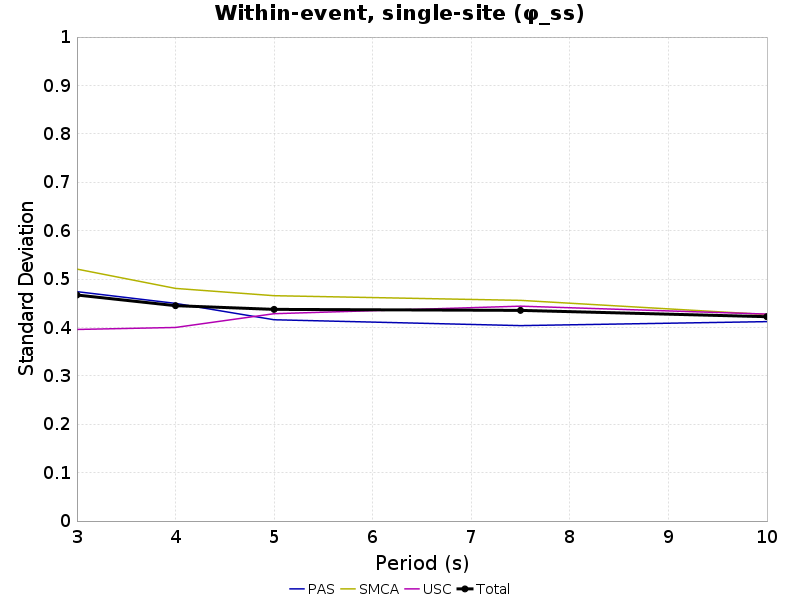 Within-event, single-site (φ_ss)
1
0.9
0.8
0.7
0.6
0.5
0.4
0.3
0.2
0.1
0
Standard Deviation
3 4 5 6 7 8 9 10
Period (s)
PAS SMCA USC Total